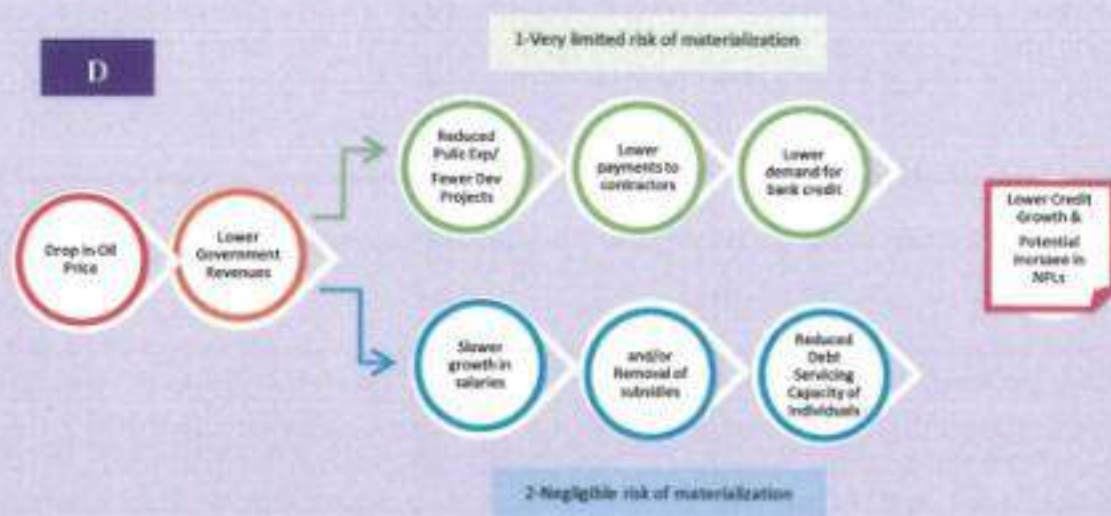 D
1-Very limited risk of materialization
Drop in Oil
Price
Lower
Government
Revenues
Reduced
Pulic Exp/
Fewer Dev
Projects
Lower
payments to
contractors
Lower
demand for
bank credit
Slower
growth in
salaries
and/or
Removal of
subsidies
Reduced
Debt
Servicing
Capacity of
Individuals
Lower Credit
Growth &
Potential
Increase in
NPLs
2-Negligible risk of materialization